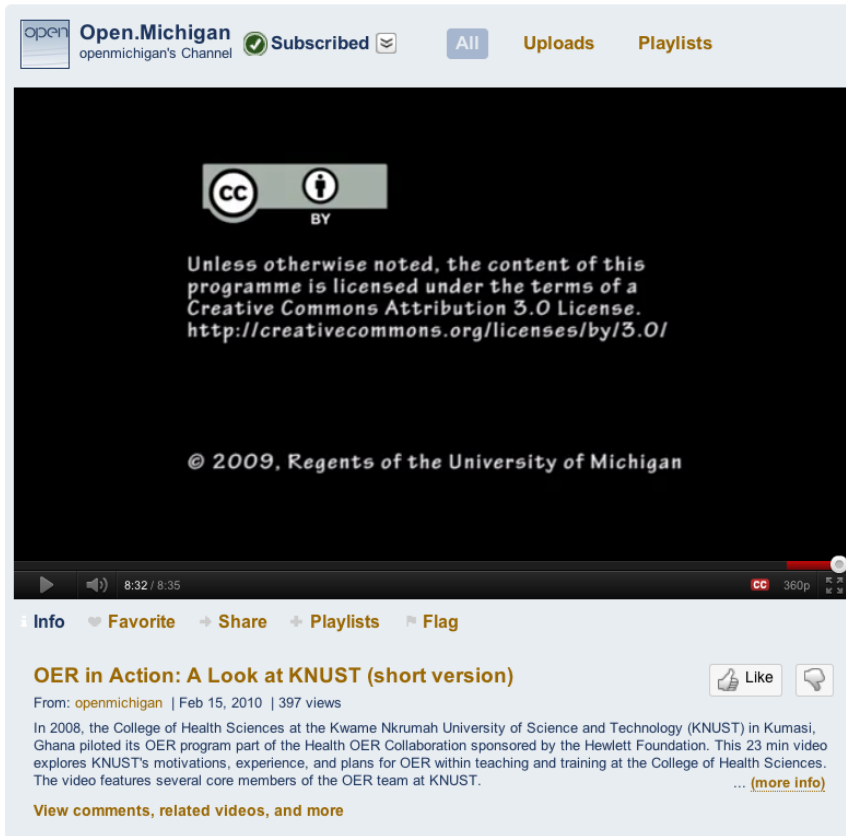 open
Open.Michigan
openmichigan's Channel
Subscribed
All Uploads Playlists
cc
BY
Unless otherwise noted, the content of this
programme is licensed under the terms of a
Creative Commons Attribution 3.0 License.
http://creativecommons.org/licenses/by/3.0/
© 2009, Regents of the University of Michigan
8:32 / 8:35 CC 360p
i Info Favorite Share Playlists Flag
OER in Action: A Look at KNUST (short version)
Like
From: openmichigan | Feb 15, 2010 | 397 views
In 2008, the College of Health Sciences at the Kwame Nkrumah University of Science and Technology (KNUST) in Kumasi,
Ghana piloted its OER program part of the Health OER Collaboration sponsored by the Hewlett Foundation. This 23 min video
explores KNUST's motivations, experience, and plans for OER within teaching and training at the College of Health Sciences.
The video features several core members of the OER team at KNUST. ... (more info)
View comments, related videos, and more